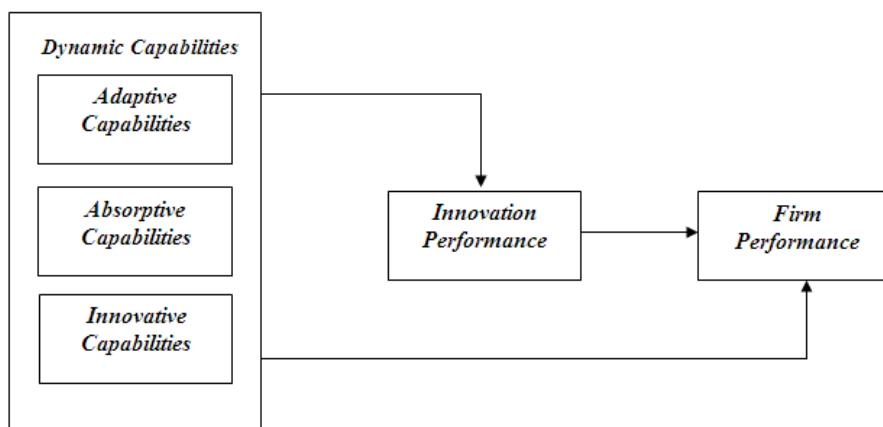 Dynamic Capabilities
Adaptive
Capabilities
Absorptive
Capabilities
Innovative
Capabilities
Innovation
Performance
Firm
Performance